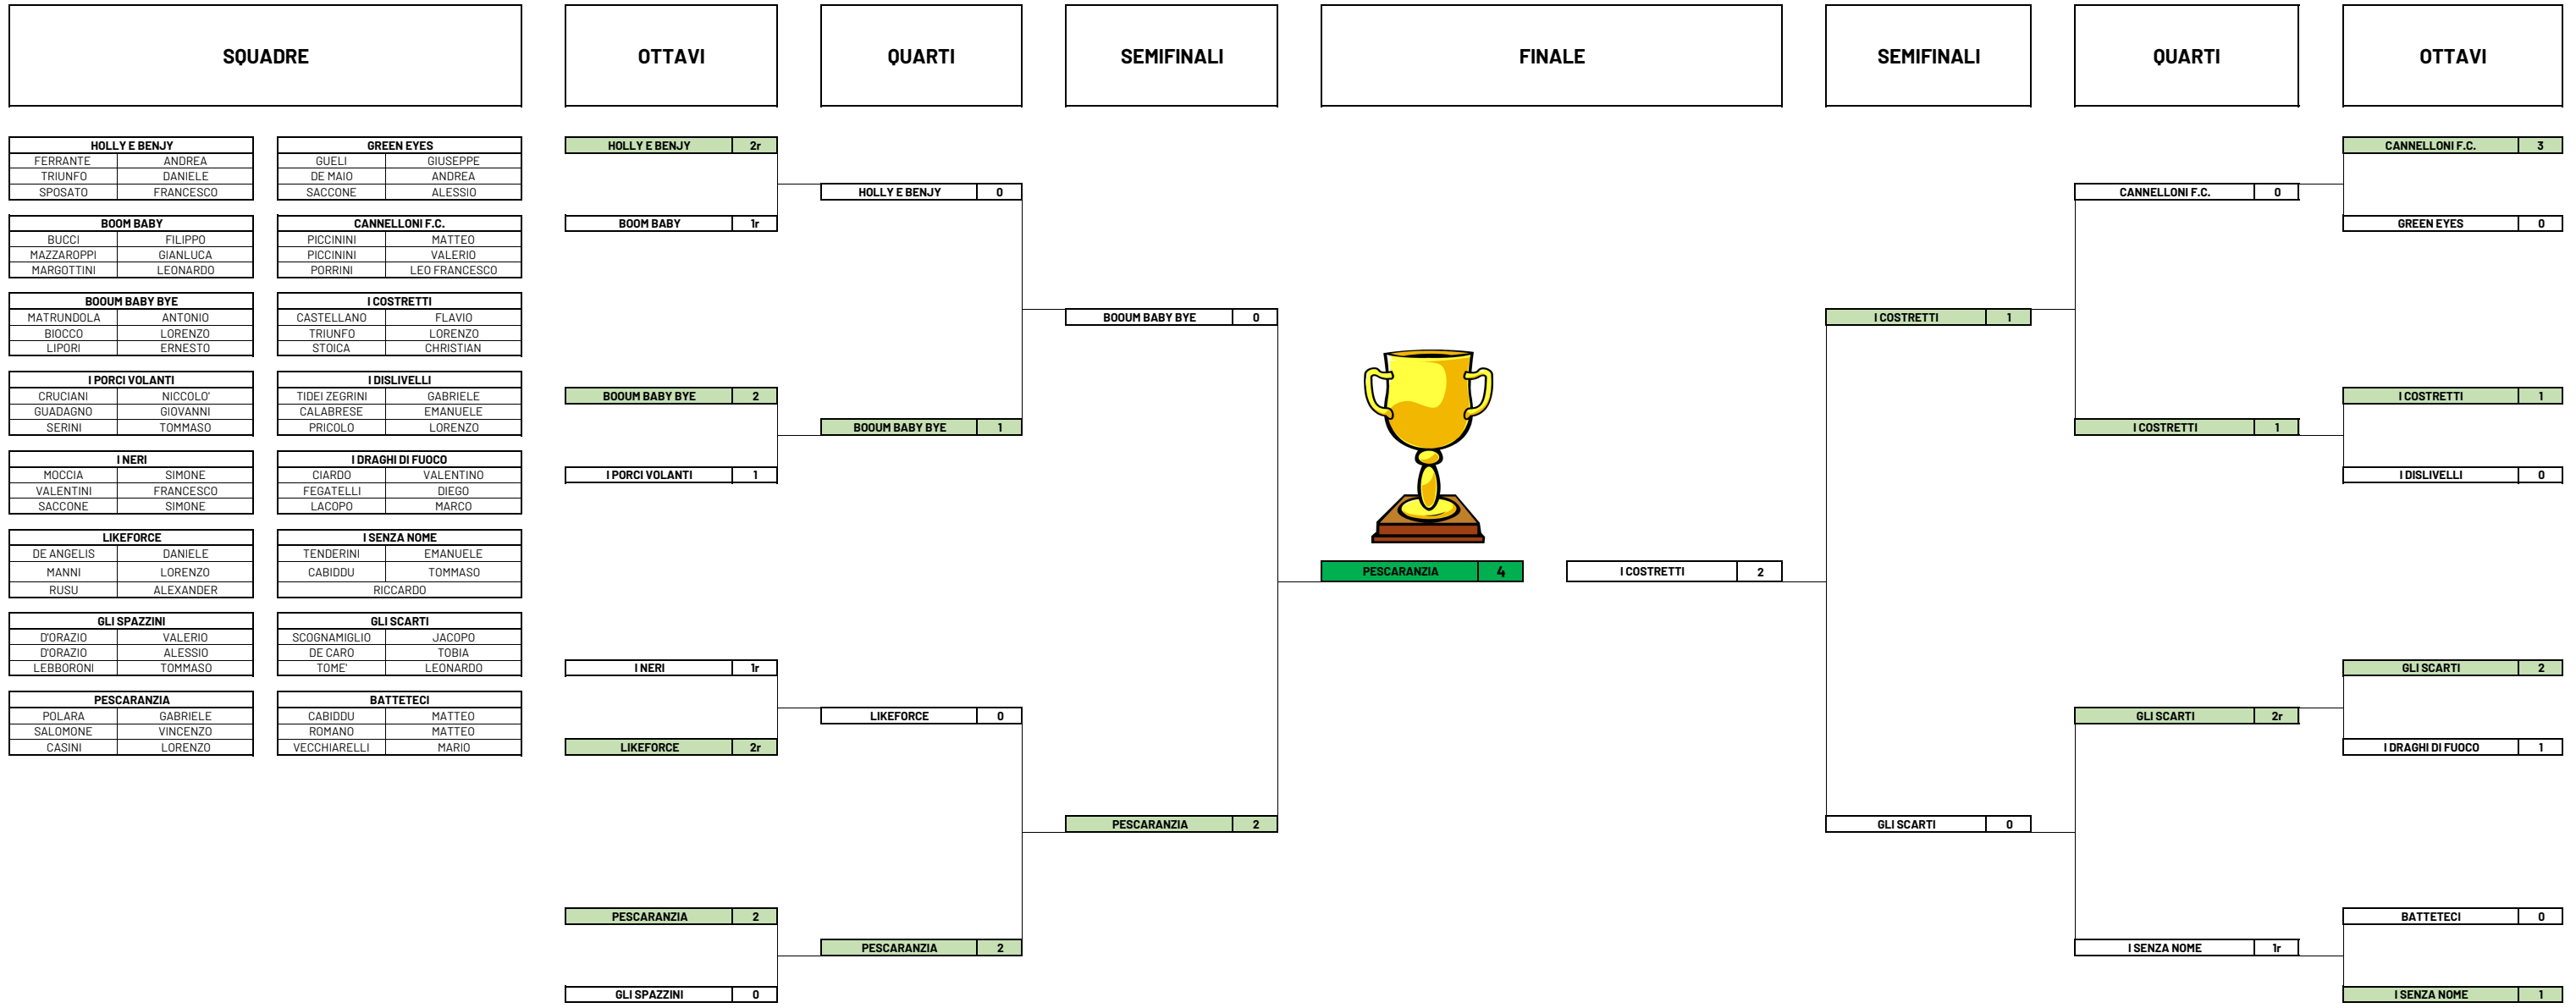 SQUADRE OTTAVI QUARTI SEMIFINALI FINALE SEMIFINALI QUARTI OTTAVI
HOLLY E BENJY
FERRANTE ANDREA
TRIUNFO DANIELE
SPOSATO FRANCESCO
GREEN EYES
GUELI GIUSEPPE
DE MAIO ANDREA
SACCONE ALESSIO
BOOM BABY
BUCCI FILIPPO
MAZZAROPPI GIANLUCA
MARGOTTINI LEONARDO
CANNELLONI F.C.
PICCININI MATTEO
PICCININI VALERIO
PORRINI LEO FRANCESCO
BOOUM BABY BYE
MATRUNDOLA ANTONIO
BIOCCO LORENZO
LIPORI ERNESTO
I COSTRETTI
CASTELLANO FLAVIO
TRIUNFO LORENZO
STOICA CHRISTIAN
I PORCI VOLANTI
CRUCIANI NICCOLO'
GUADAGNO GIOVANNI
SERINI TOMMASO
I DISLIVELLI
TIDEI ZEGRINI GABRIELE
CALABRESE EMANUELE
PRICOLO LORENZO
I NERI
MOCCIA SIMONE
VALENTINI FRANCESCO
SACCONE SIMONE
I DRAGHI DI FUOCO
CIARDO VALENTINO
FEGATELLI DIEGO
LACOPO MARCO
LIKEFORCE
DE ANGELIS DANIELE
MANNI LORENZO
RUSU ALEXANDER
I SENZA NOME
TENDERINI EMANUELE
CABIDDU TOMMASO
RICCARDO
GLI SPAZZINI
D'ORAZIO VALERIO
D'ORAZIO ALESSIO
LEBBORONI TOMMASO
GLI SCARTI
SCOGNAMIGLIO JACOPO
DE CARO TOBIA
TOME' LEONARDO
PESCARANZIA
POLARA GABRIELE
SALOMONE VINCENZO
CASINI LORENZO
BATTETECI
CABIDDU MATTEO
ROMANO MATTEO
VECCHIARELLI MARIO
HOLLY E BENJY 2r
BOOM BABY 1r
BOOUM BABY BYE 2
I PORCI VOLANTI 1
I NERI 1r
LIKEFORCE 2r
PESCARANZIA 2
GLI SPAZZINI 0
HOLLY E BENJY 0
BOOUM BABY BYE 1
LIKEFORCE 0
PESCARANZIA 2
BOOUM BABY BYE 0
PESCARANZIA 2
PESCARANZIA 4
I COSTRETTI 2
I COSTRETTI 1
GLI SCARTI 0
CANNELLONI F.C. 0
I COSTRETTI 1
GLI SCARTI 2r
I SENZA NOME 1r
CANNELLONI F.C. 3
GREEN EYES 0
I COSTRETTI 1
I DISLIVELLI 0
GLI SCARTI 2
I DRAGHI DI FUOCO 1
BATTETECI 0
I SENZA NOME 1